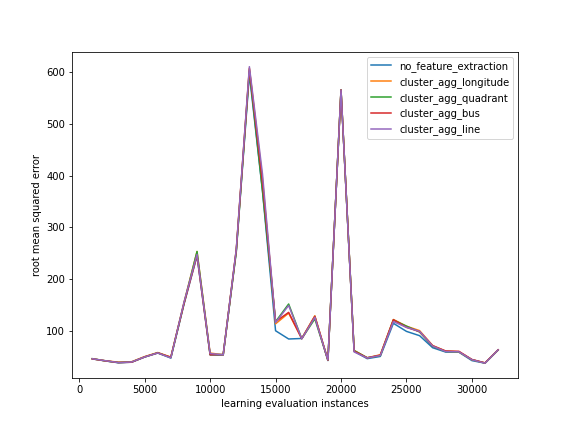 600
500
400
300
200
100
root mean squared error
0
5000
10000
15000
20000
25000
30000
learning evaluation instances
no_feature_extraction
cluster_agg_longitude
cluster_agg_quadrant
cluster_agg_bus
cluster_agg_line